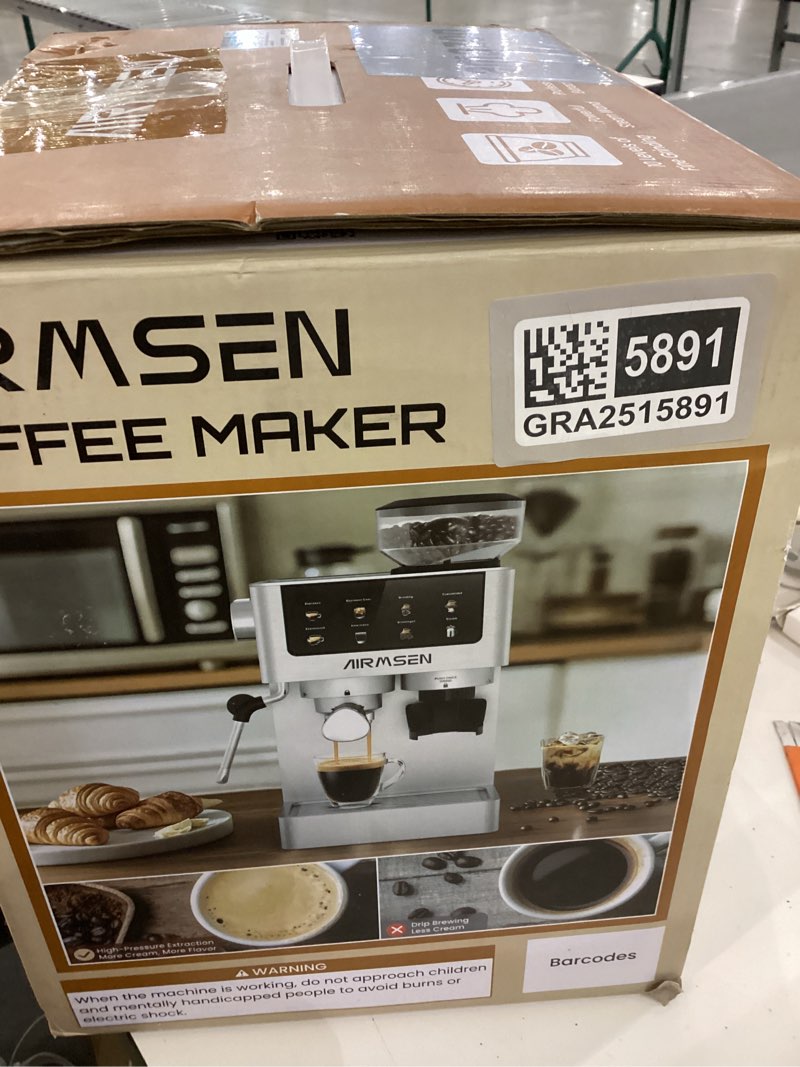 RMSEN
FFEE MAKER
5891
GRA2515891
AIRMSEN
High-Pressure Extraction
More Cream, More Flavor
Drip Brewing
Less Cream
WARNING
When the machine is working, do not approach children
and mentally handicapped people to avoid burns or
electric shock.
Barcodes